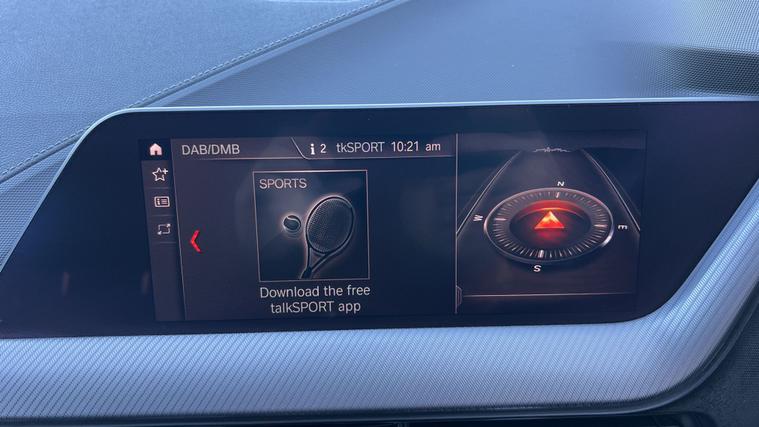 DAB/DMB
i 2 tkSPORT 10:21 am
SPORTS
Download the free
talkSPORT app
N
W
E
S